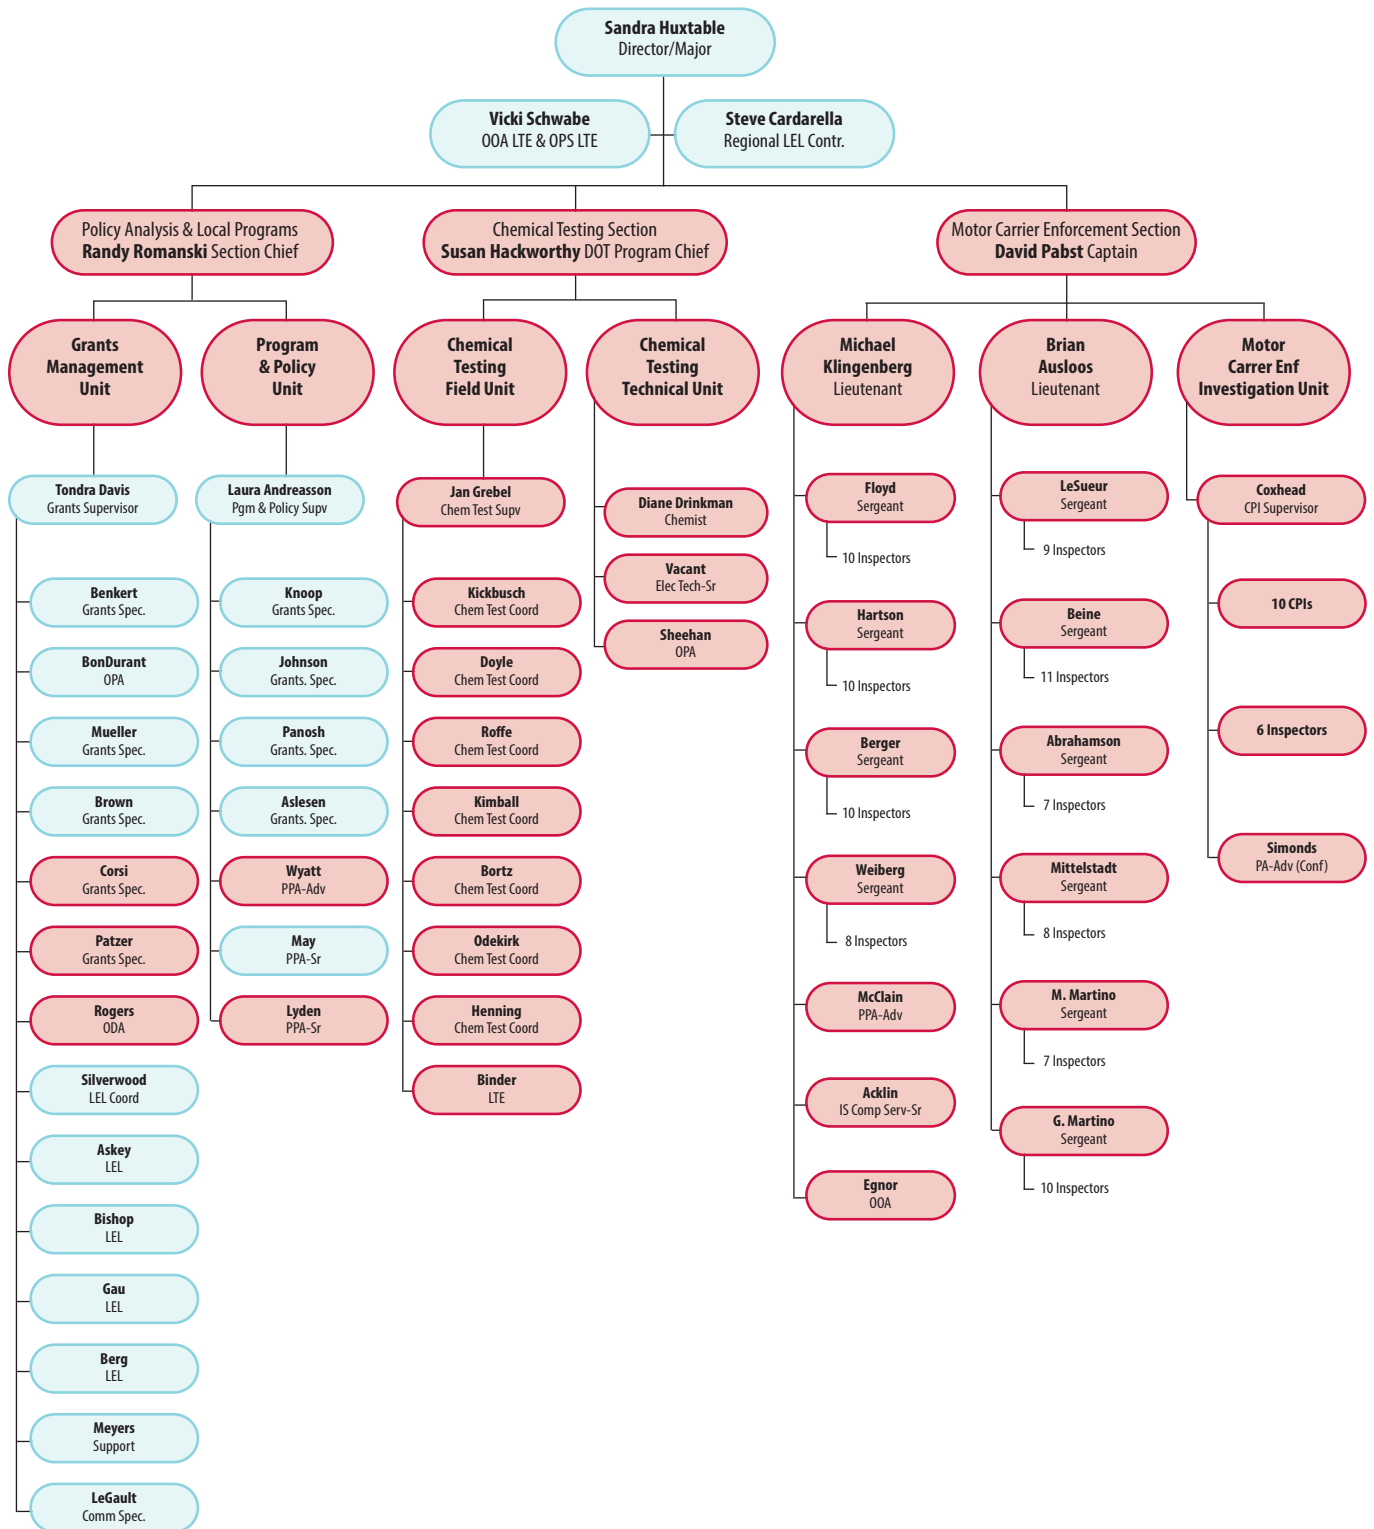 Sandra Huxtable
Director/Major
Vicki Schwabe
OOA LTE & OPS LTE
Steve Cardarella
Regional LEL Contr.
Policy Analysis & Local Programs
Randy Romanski Section Chief
Chemical Testing Section
Susan Hackworthy DOT Program Chief
Motor Carrier Enforcement Section
David Pabst Captain
Grants
Management
Unit
Program
& Policy
Unit
Chemical
Testing
Field Unit
Chemical
Testing
Technical Unit
Michael
Klingenberg
Lieutenant
Brian
Ausloos
Lieutenant
Motor
Carrer Enf
Investigation Unit
Tondra Davis
Grants Supervisor
Benkert
Grants Spec.
BonDurant
OPA
Mueller
Grants Spec.
Brown
Grants Spec.
Corsi
Grants Spec.
Patzer
Grants Spec.
Rogers
ODA
Silverwood
LEL Coord
Askey
LEL
Bishop
LEL
Gau
LEL
Berg
LEL
Meyers
Support
LeGault
Comm Spec.
Laura Andreasson
Pgm & Policy Supv
Knoop
Grants Spec.
Johnson
Grants. Spec.
Panosh
Grants. Spec.
Aslesen
Grants. Spec.
Wyatt
PPA-Adv
May
PPA-Sr
Lyden
PPA-Sr
Jan Grebel
Chem Test Supv
Kickbusch
Chem Test Coord
Doyle
Chem Test Coord
Roffe
Chem Test Coord
Kimball
Chem Test Coord
Bortz
Chem Test Coord
Odekirk
Chem Test Coord
Henning
Chem Test Coord
Binder
LTE
Diane Drinkman
Chemist
Vacant
Elec Tech-Sr
Sheehan
OPA
Floyd
Sergeant
10 Inspectors
Hartson
Sergeant
10 Inspectors
Berger
Sergeant
10 Inspectors
Weiberg
Sergeant
8 Inspectors
McClain
PPA-Adv
Acklin
IS Comp Serv-Sr
Egnor
OOA
LeSueur
Sergeant
9 Inspectors
Beine
Sergeant
11 Inspectors
Abrahamson
Sergeant
7 Inspectors
Mittelstadt
Sergeant
8 Inspectors
M. Martino
Sergeant
7 Inspectors
G. Martino
Sergeant
10 Inspectors
Coxhead
CPI Supervisor
10 CPIs
6 Inspectors
Simonds
PA-Adv (Conf)